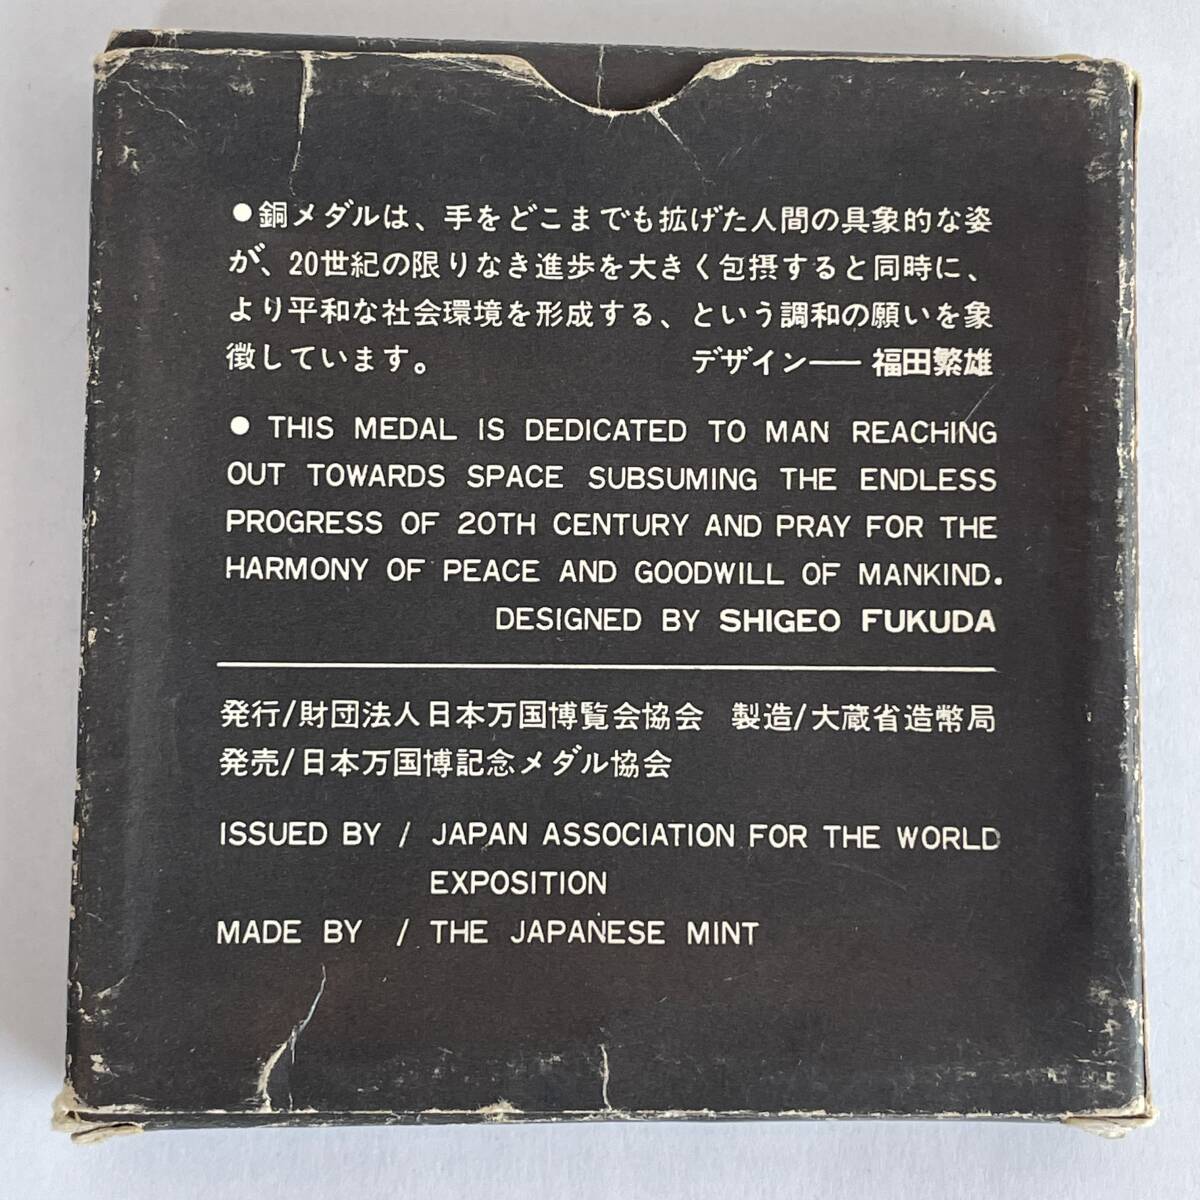 ●銅メダルは、手をどこまでも拡げた人間の具象的な姿
が、20世紀の限りなき進歩を大きく包摂すると同時に、
より平和な社会環境を形成する、という調和の願いを象
徴しています。 デザイン── 福田繁雄
● THIS MEDAL IS DEDICATED TO MAN REACHING
OUT TOWARDS SPACE SUBSUMING THE ENDLESS
PROGRESS OF 20TH CENTURY AND PRAY FOR THE
HARMONY OF PEACE AND GOODWILL OF MANKIND.
DESIGNED BY SHIGEO FUKUDA
発行/財団法人日本万国博覧会協会 製造/大蔵省造幣局
発売/日本万国博記念メダル協会
ISSUED BY / JAPAN ASSOCIATION FOR THE WORLD
EXPOSITION
MADE BY / THE JAPANESE MINT